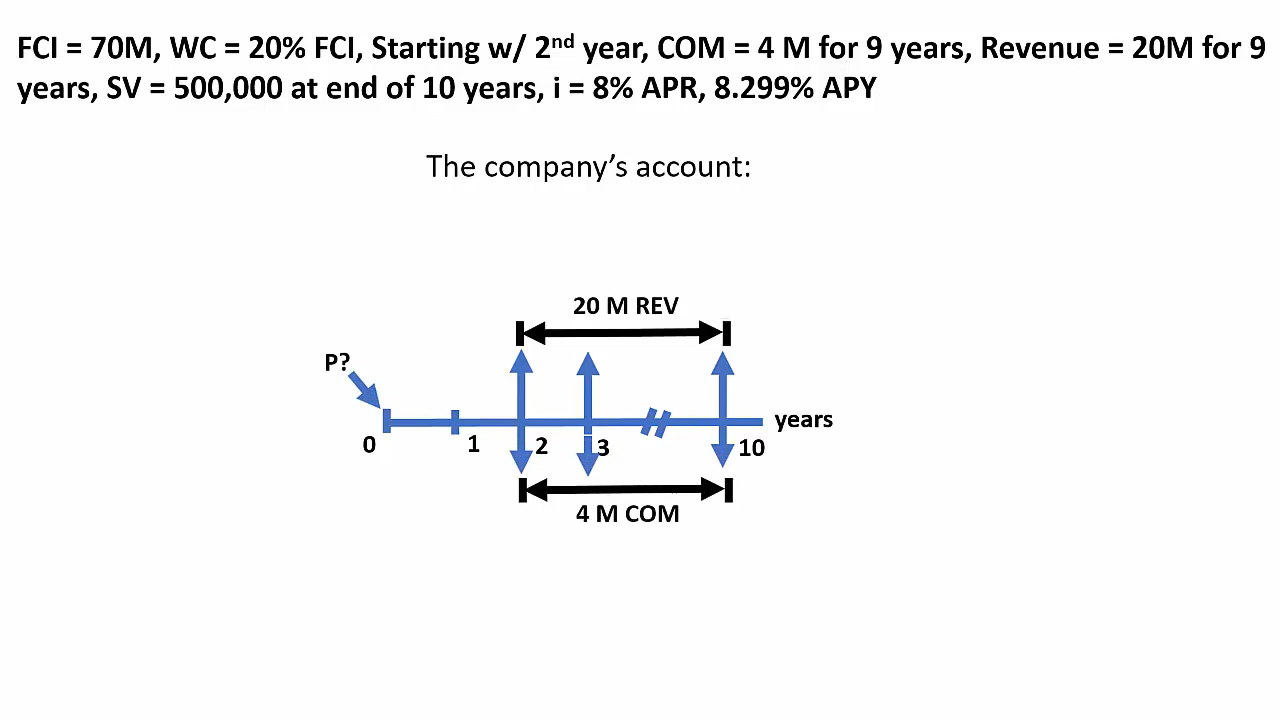 FCI = 70M, WC = 20% FCI, Starting w/ 2nd year, COM = 4 M for 9 years, Revenue = 20M for 9
years, SV = 500,000 at end of 10 years, i = 8% APR, 8.299% APY
The company’s account:
20 M REV
P?
years
0 1 2 3 10
4 M COM